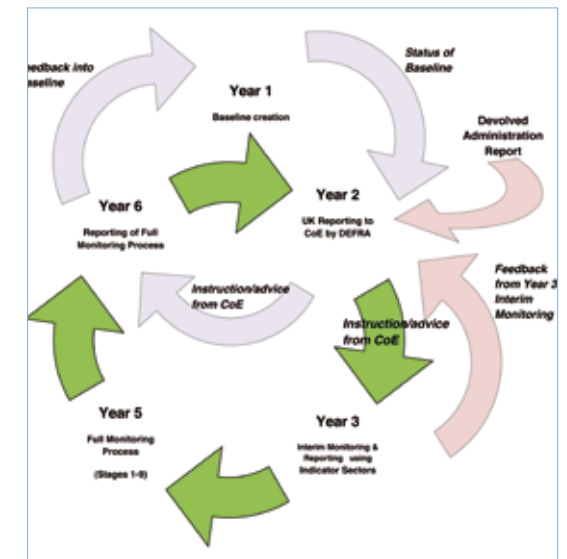 eedback into
aseline
Status of
Baseline
Year 1
Baseline creation
Devolved
Administration
Report
Year 6
Reporting of Full
Monitoring Process
Year 2
UK Reporting to
CoE by DEFRA
Instruction/advice
from CoE
Instruction/advice
from CoE
Feedback
from Year 3
Interim
Monitoring
Year 5
Full Monitoring
Process
(Stages 1-9)
Year 3
Interim Monitoring &
Reporting using
Indicator Sectors